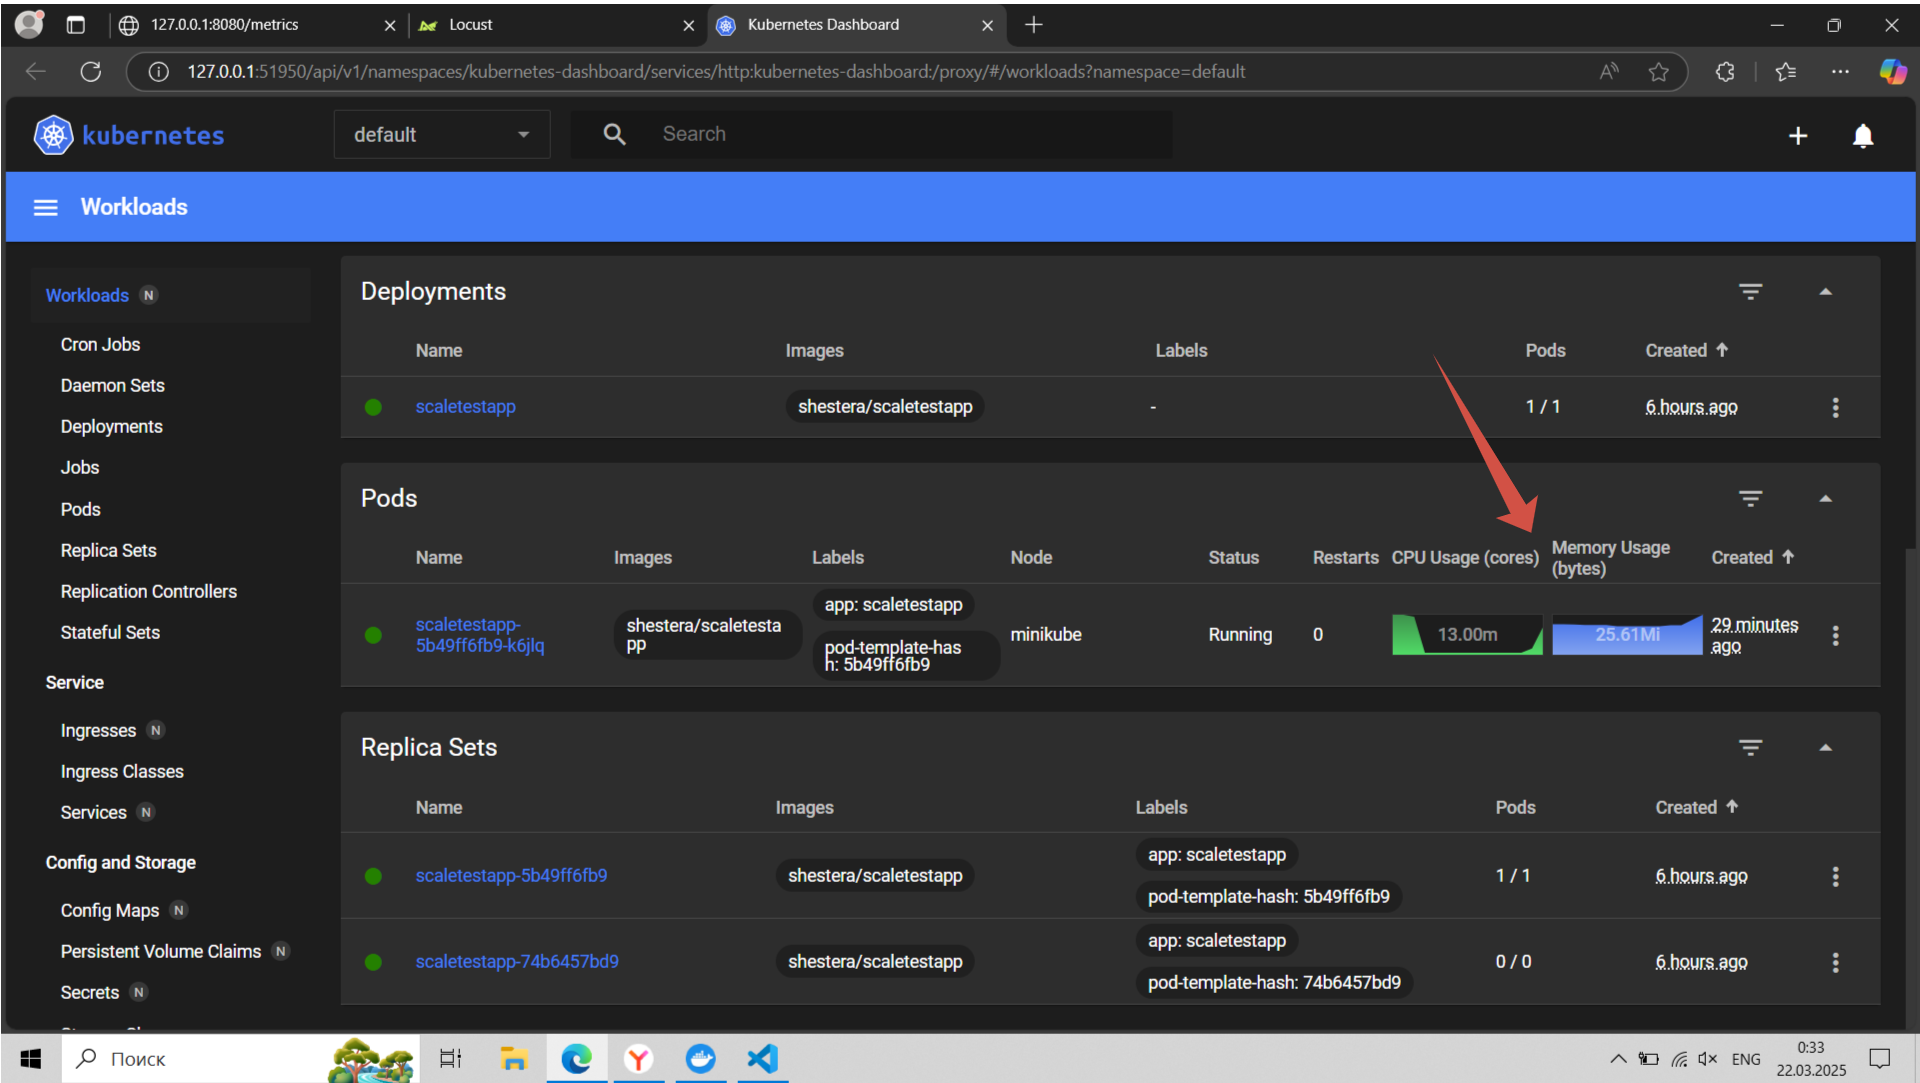 127.0.0.1:8080/metrics
Locust
Kubernetes Dashboard
127.0.0.1:51950/api/v1/namespaces/kubernetes-dashboard/services/http:kubernetes-dashboard:/proxy/#/workloads?namespace=default
kubernetes
default
Search
Workloads
Workloads N
Cron Jobs
Daemon Sets
Deployments
Jobs
Pods
Replica Sets
Replication Controllers
Stateful Sets
Service
Ingresses N
Ingress Classes
Services N
Config and Storage
Config Maps N
Persistent Volume Claims N
Secrets N
Deployments
Name Images Labels Pods Created
scaletestapp shestera/scaletestapp - 1 / 1 6 hours ago
Pods
Name Images Labels Node Status Restarts CPU Usage (cores) Memory Usage
(bytes) Created
scaletestapp-
5b49ff6fb9-k6jlq
shestera/scaletesta
pp
app: scaletestapp
pod-template-has
h: 5b49ff6fb9
minikube
Running
0
13.00m
25.61Mi
29 minutes
ago
Replica Sets
Name Images Labels Pods Created
scaletestapp-5b49ff6fb9 shestera/scaletestapp
app: scaletestapp
pod-template-hash: 5b49ff6fb9
1 / 1 6 hours ago
scaletestapp-74b6457bd9 shestera/scaletestapp
app: scaletestapp
pod-template-hash: 74b6457bd9
0 / 0 6 hours ago
Поиск
ENG
0:33
22.03.2025